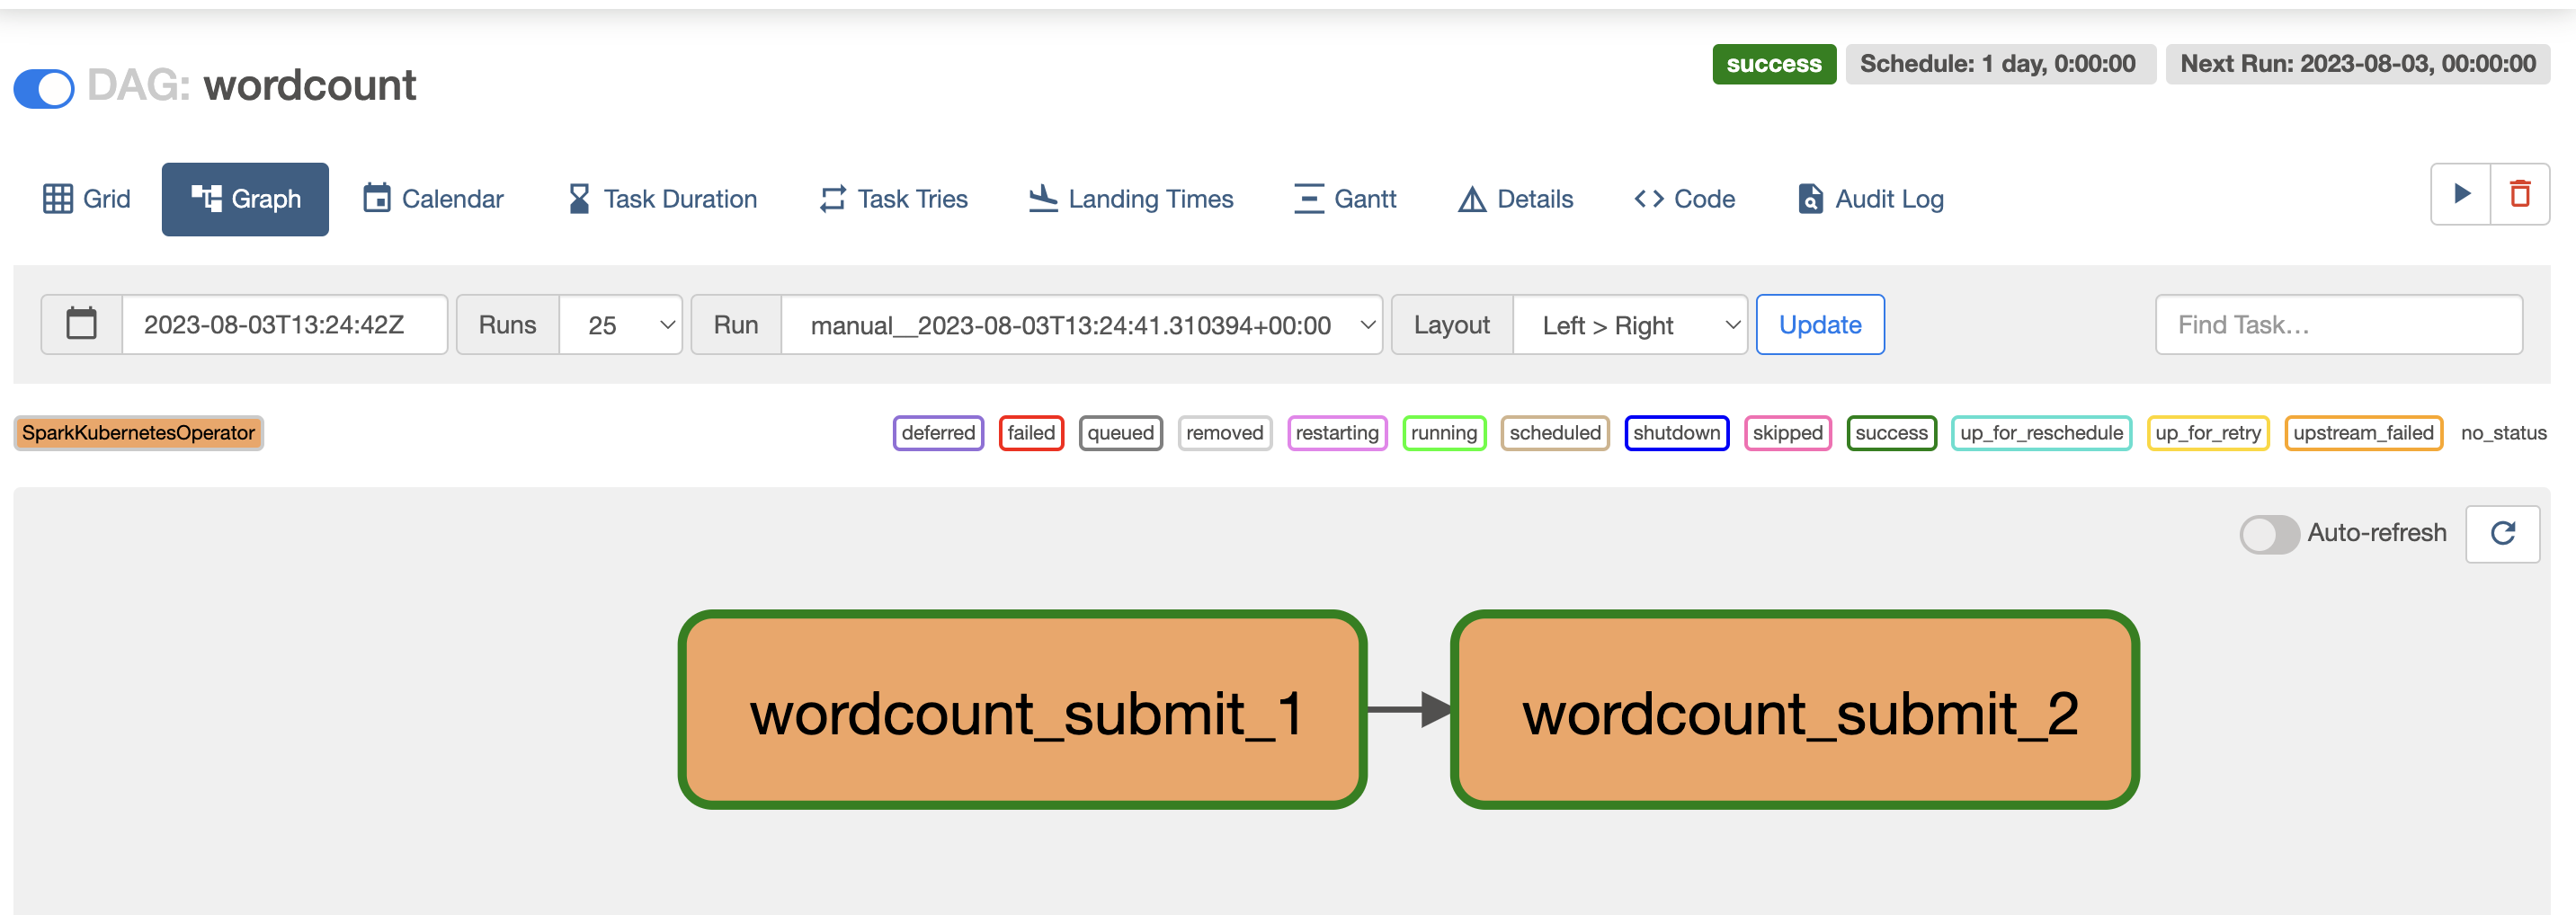 DAG: wordcount
success Schedule: 1 day, 0:00:00 Next Run: 2023-08-03, 00:00:00
Grid Graph Calendar Task Duration Task Tries Landing Times Gantt Details Code Audit Log
2023-08-03T13:24:42Z Runs 25 Run manual__2023-08-03T13:24:41.310394+00:00 Layout Left > Right Update Find Task...
SparkKubernetesOperator deferred failed queued removed restarting running scheduled shutdown skipped success up_for_reschedule up_for_retry upstream_failed no_status
Auto-refresh
wordcount_submit_1 wordcount_submit_2